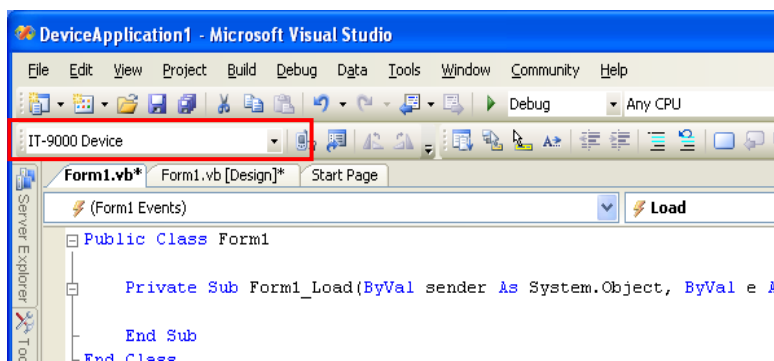 DeviceApplication1 - Microsoft Visual Studio
File Edit View Project Build Debug Data Tools Window Community Help
Debug Any CPU
IT-9000 Device
Form1.vb* Form1.vb [Design]* Start Page
(Form1 Events) Load
Server Explorer
Public Class Form1
Private Sub Form1_Load(ByVal sender As System.Object, ByVal e
End Sub
End Class